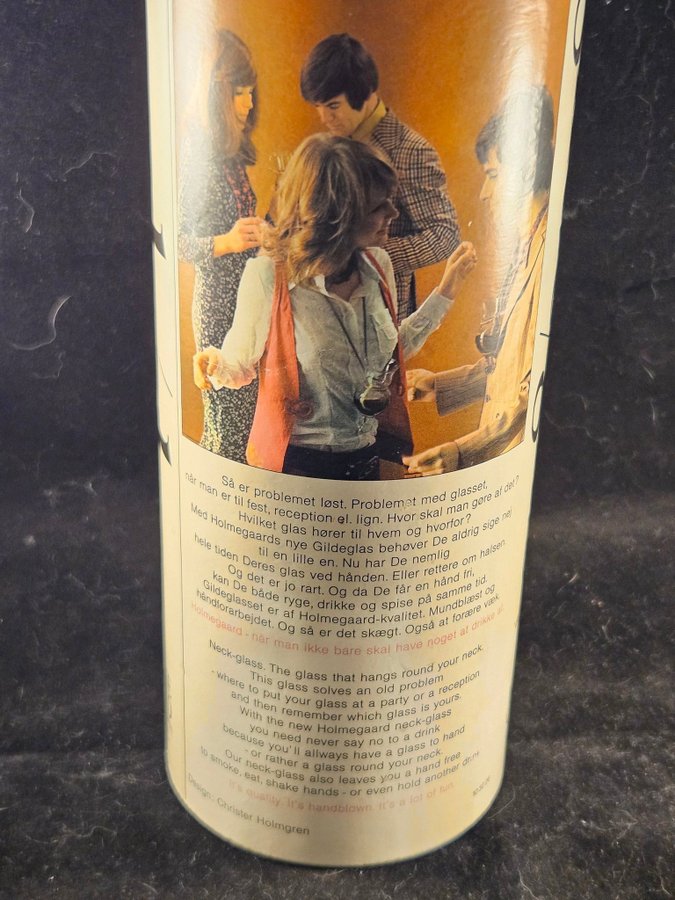 Så er problemet løst. Problemet med glasset,
når man er til fest, reception el. lign. Hvor skal man gøre af det?
Hvilket glas hører til hvem og hvorfor?
Med Holmegaards nye Gildeglas behøver De aldrig sige nej
til en lille en. Nu har De nemlig
hele tiden Deres glas ved hånden. Eller rettere om halsen.
Og det er jo rart. Og da De får en hånd fri,
kan De både ryge, drikke og spise på samme tid.
Gildeglasset er af Holmegaard-kvalitet. Mundblæst og
håndforarbejdet. Og så er det skægt. Også at forære væk.
Holmegaard - når man ikke bare skal have noget at drikke af.
Neck-glass. The glass that hangs round your neck.
This glass solves an old problem
- where to put your glass at a party or a reception
and then remember which glass is yours.
With the new Holmegaard neck-glass
you need never say no to a drink
because you'll allways have a glass to hand
- or rather a glass round your neck.
Our neck-glass also leaves you a hand free
to smoke, eat, shake hands - or even hold another drink
It's quality. It's handblown. It's a lot of fun.
Design: Christer Holmgren